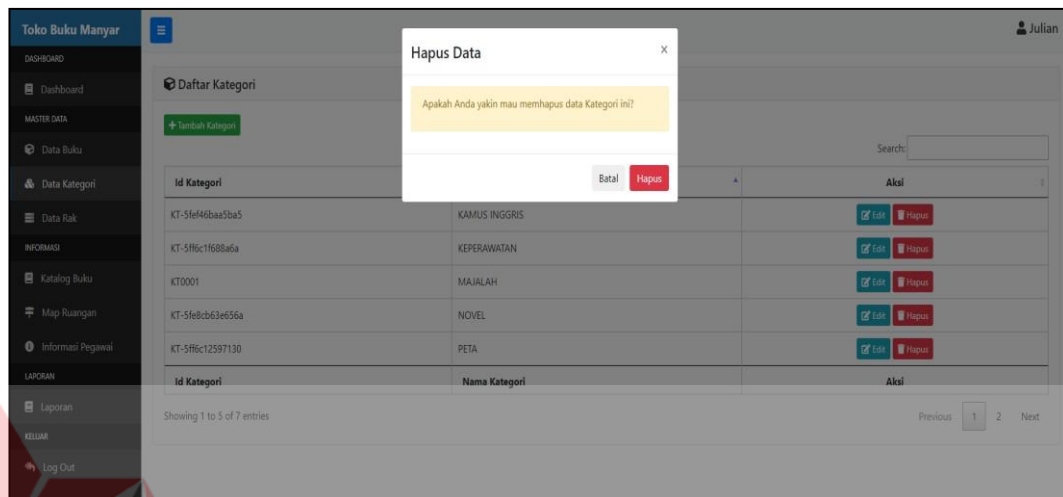 Toko Buku Manyar
Julian
DASHBOARD
Dashboard
MASTER DATA
Data Buku
Data Kategori
Data Rak
INFORMASI
Katalog Buku
Map Ruangan
Informasi Pegawai
LAPORAN
Laporan
KELUAR
Log Out
Hapus Data
x
Apakah Anda yakin mau memhapus data Kategori ini?
Batal Hapus
Daftar Kategori
+ Tambah Kategori
Search:
Id Kategori Aksi
KT-5fef46baa5ba5 KAMUS INGGRIS Edit Hapus
KT-5ff6c1f688a6a KEPERAWATAN Edit Hapus
KT0001 MAJALAH Edit Hapus
KT-5fe8cb63e656a NOVEL Edit Hapus
KT-5ff6c12597130 PETA Edit Hapus
Id Kategori Nama Kategori Aksi
Showing 1 to 5 of 7 entries
Previous 1 2 Next